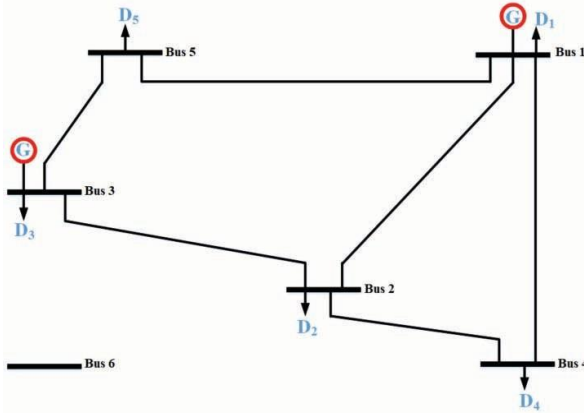 G
D₁
D₅
Bus 5
Bus 1
G
Bus 3
D₃
Bus 2
D₂
Bus 6
Bus 4
D₄